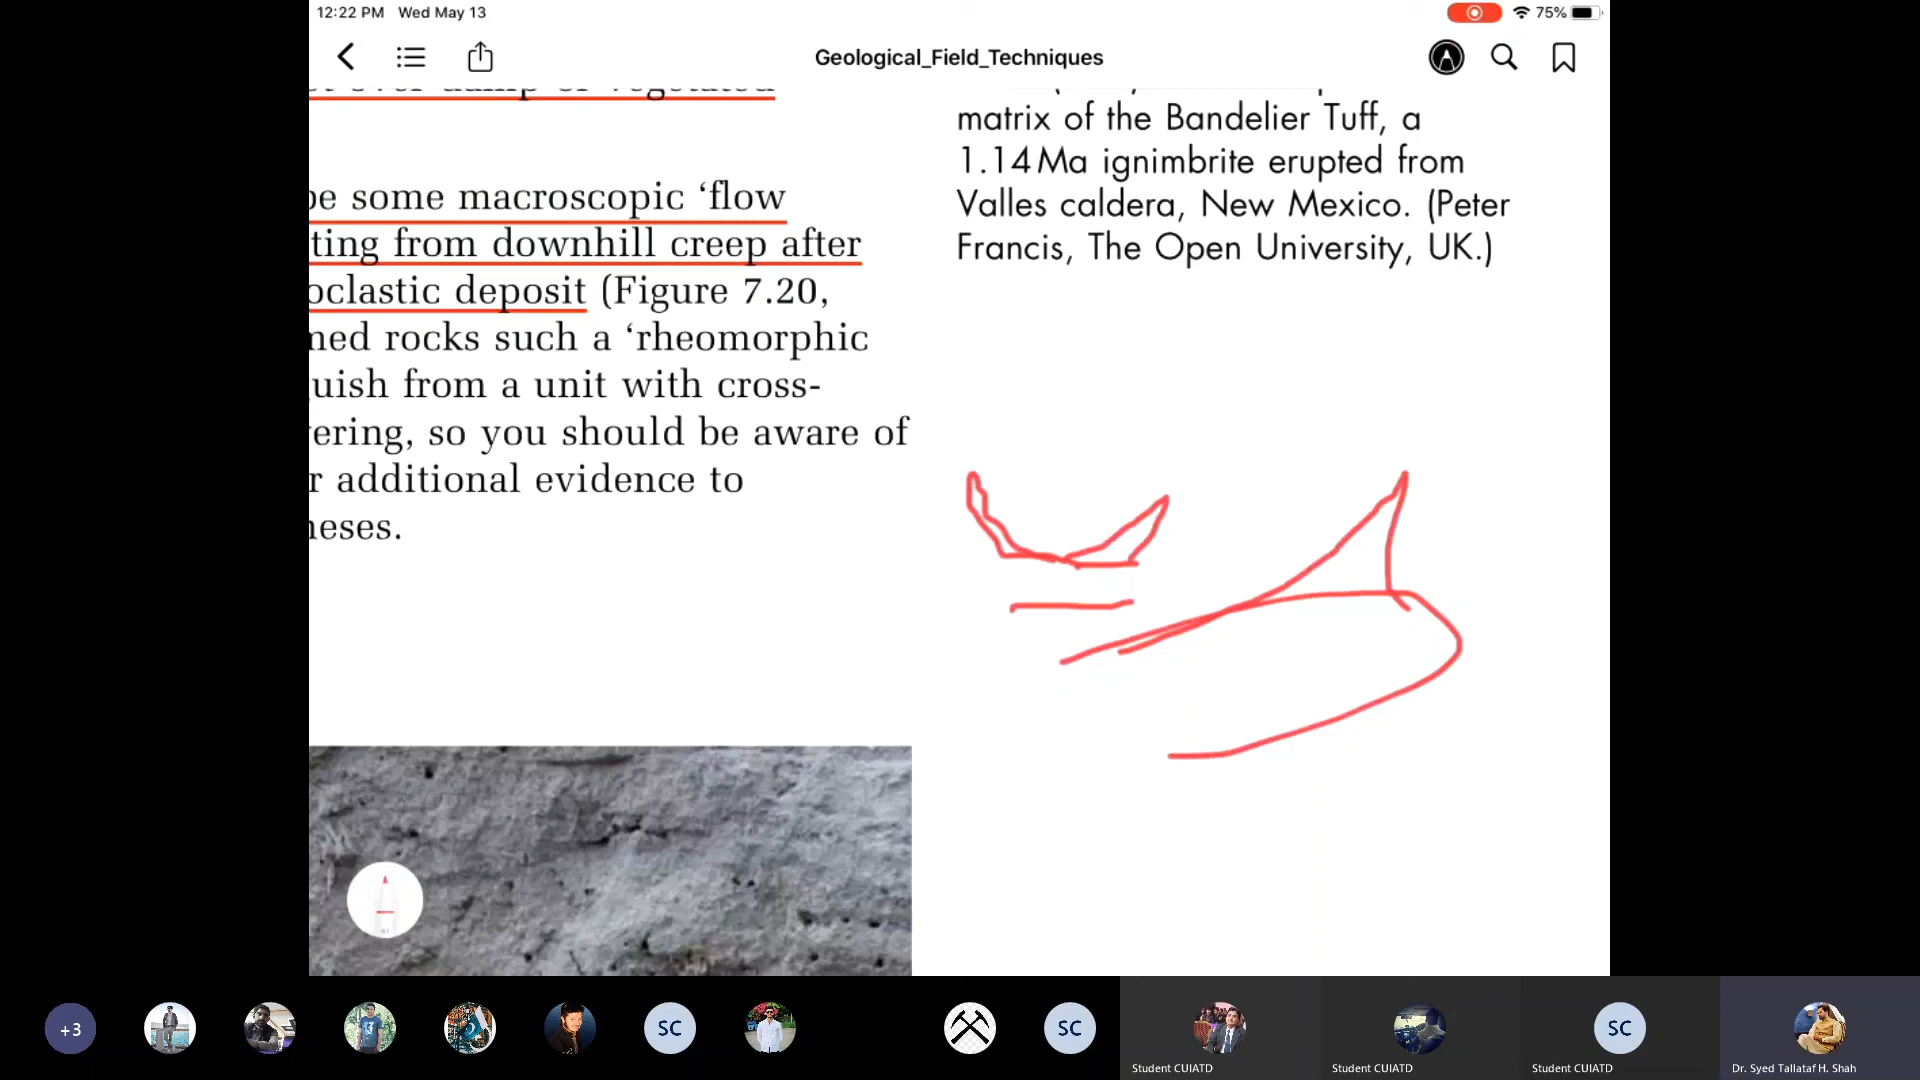 12:22 PM Wed May 13
75%
Geological_Field_Techniques
be some macroscopic ‘flow
ting from downhill creep after
oclastic deposit (Figure 7.20,
med rocks such a ‘rheomorphic
uish from a unit with cross-
ering, so you should be aware of
r additional evidence to
heses.
matrix of the Bandelier Tuff, a
1.14 Ma ignimbrite erupted from
Valles caldera, New Mexico. (Peter
Francis, The Open University, UK.)
+3
SC
SC
SC
Student CUIATD
Student CUIATD
Student CUIATD
Dr. Syed Tallataf H. Shah